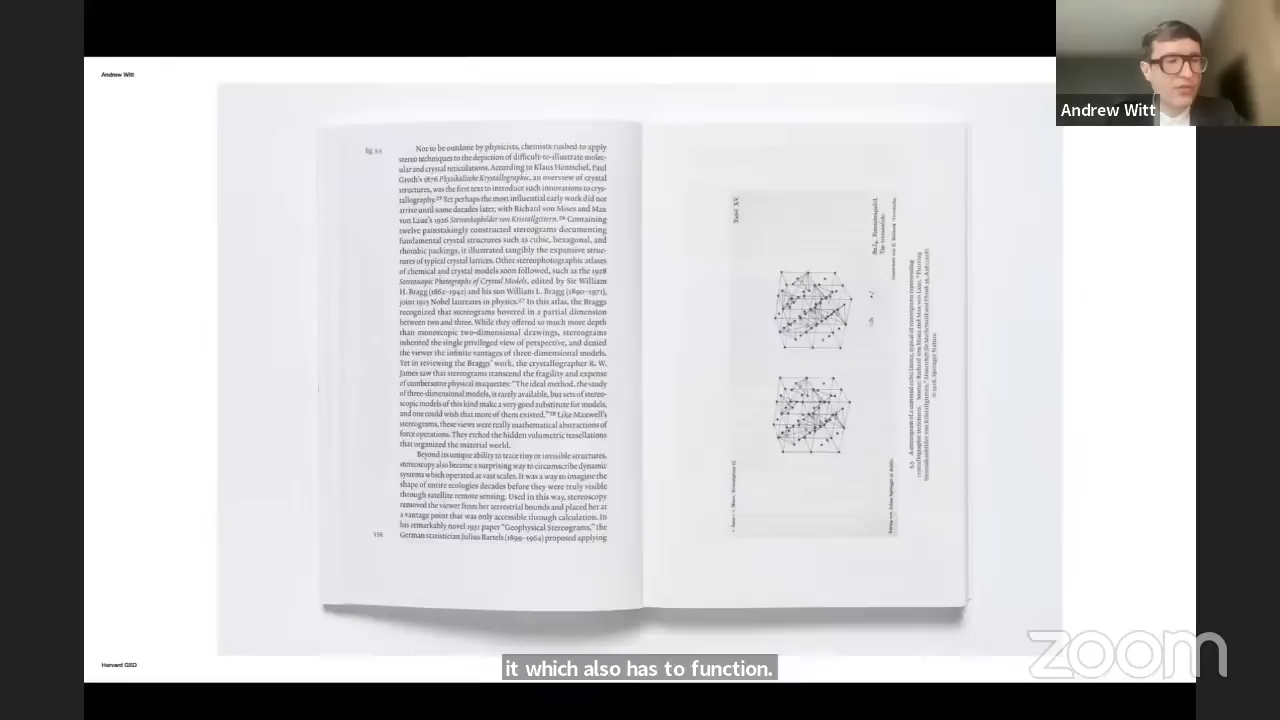 Andrew Witt
Andrew Witt
fig. 5.5
Not to be outdone by physicists, chemists rushed to apply
stereo techniques to the depiction of difficult-to-illustrate molec-
ular and crystal reticulations. According to Klaus Hentschel, Paul
Groth's 1876 Physikalische Krystallographie, an overview of crystal
structures, was the first text to introduce such innovations to crys-
tallography.²⁵ Yet perhaps the most influential early work did not
arrive until some decades later, with Richard von Mises and Max
von Laue's 1926 Stereoskopbilder von Kristallgittern.²⁶ Containing
twelve painstakingly constructed stereograms documenting
fundamental crystal structures such as cubic, hexagonal, and
rhombic packings, it illustrated tangibly the expansive struc-
tures of typical crystal lattices. Other stereophotographic atlases
of chemical and crystal models soon followed, such as the 1928
Stereoscopic Photographs of Crystal Models, edited by Sir William
H. Bragg (1862–1942) and his son William L. Bragg (1890–1971),
joint 1915 Nobel laureates in physics.²⁷ In this atlas, the Braggs
recognized that stereograms hovered in a partial dimension
between two and three. While they offered so much more depth
than monoscopic two-dimensional drawings, stereograms
inherited the single privileged view of perspective, and denied
the viewer the infinite vantages of three-dimensional models.
Yet in reviewing the Braggs' work, the crystallographer R. W.
James saw that stereograms transcend the fragility and expense
of cumbersome physical maquettes: "The ideal method, the study
of three-dimensional models, is rarely available, but sets of stereo-
scopic models of this kind make a very good substitute for models,
and one could wish that more of them existed."²⁸ Like Maxwell's
stereograms, these views were really mathematical abstractions of
force operations. They etched the hidden volumetric tessellations
that organized the material world.
Beyond its unique ability to trace tiny or invisible structures,
stereoscopy also became a surprising way to circumscribe dynamic
systems which operated at vast scales. It was a way to imagine the
shape of entire ecologies decades before they were truly visible
through satellite remote sensing. Used in this way, stereoscopy
removed the viewer from her terrestrial bounds and placed her at
a vantage point that was only accessible through calculation. In
his remarkably novel 1931 paper "Geophysical Stereograms," the
German statistician Julius Bartels (1899–1964) proposed applying
156
Tafel XV.
Harvard GSD
it which also has to function.
zoom